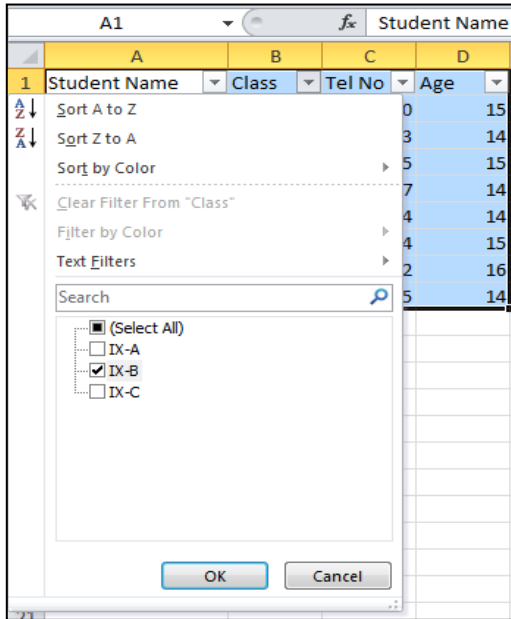 A1 fx Student Name
A B C D
1 Student Name Class Tel No Age
A Z Sort A to Z 0 15
Z A Sort Z to A 3 14
Sort by Color 5 15
Clear Filter From "Class" 7 14
Filter by Color 4 14
4 15
Text Filters 2 16
Search 5 14
(Select All)
IX-A
IX-B
IX-C
OK Cancel
21